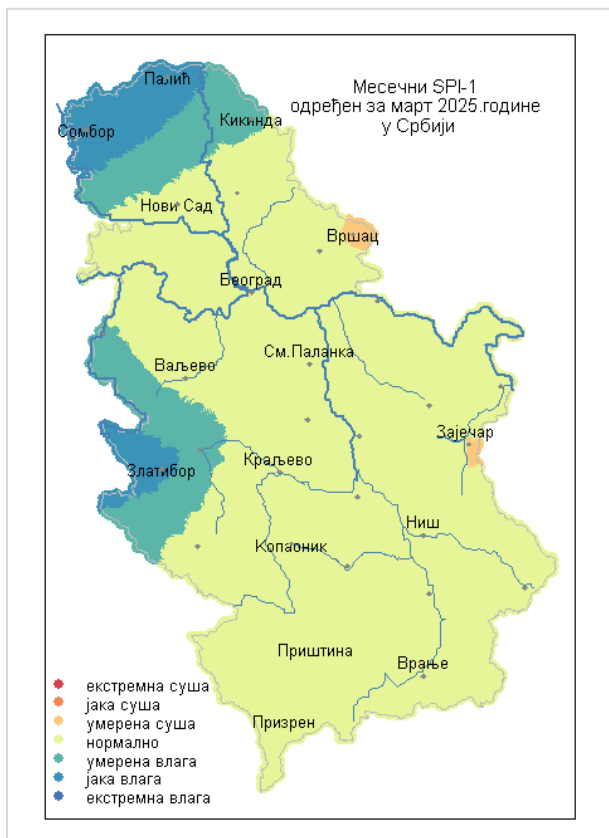 Месечни SPI-1
одређен за март 2025.године
у Србији
Палић
Кикинда
Сомбор
Нови Сад
Вршац
Београд
См.Паланка
Ваљево
Зајечар
Краљево
Златибор
Ниш
Копаоник
Приштина
Врање
Призрен
екстремна суша
јака суша
умерена суша
нормално
умерена влага
јака влага
екстремна влага